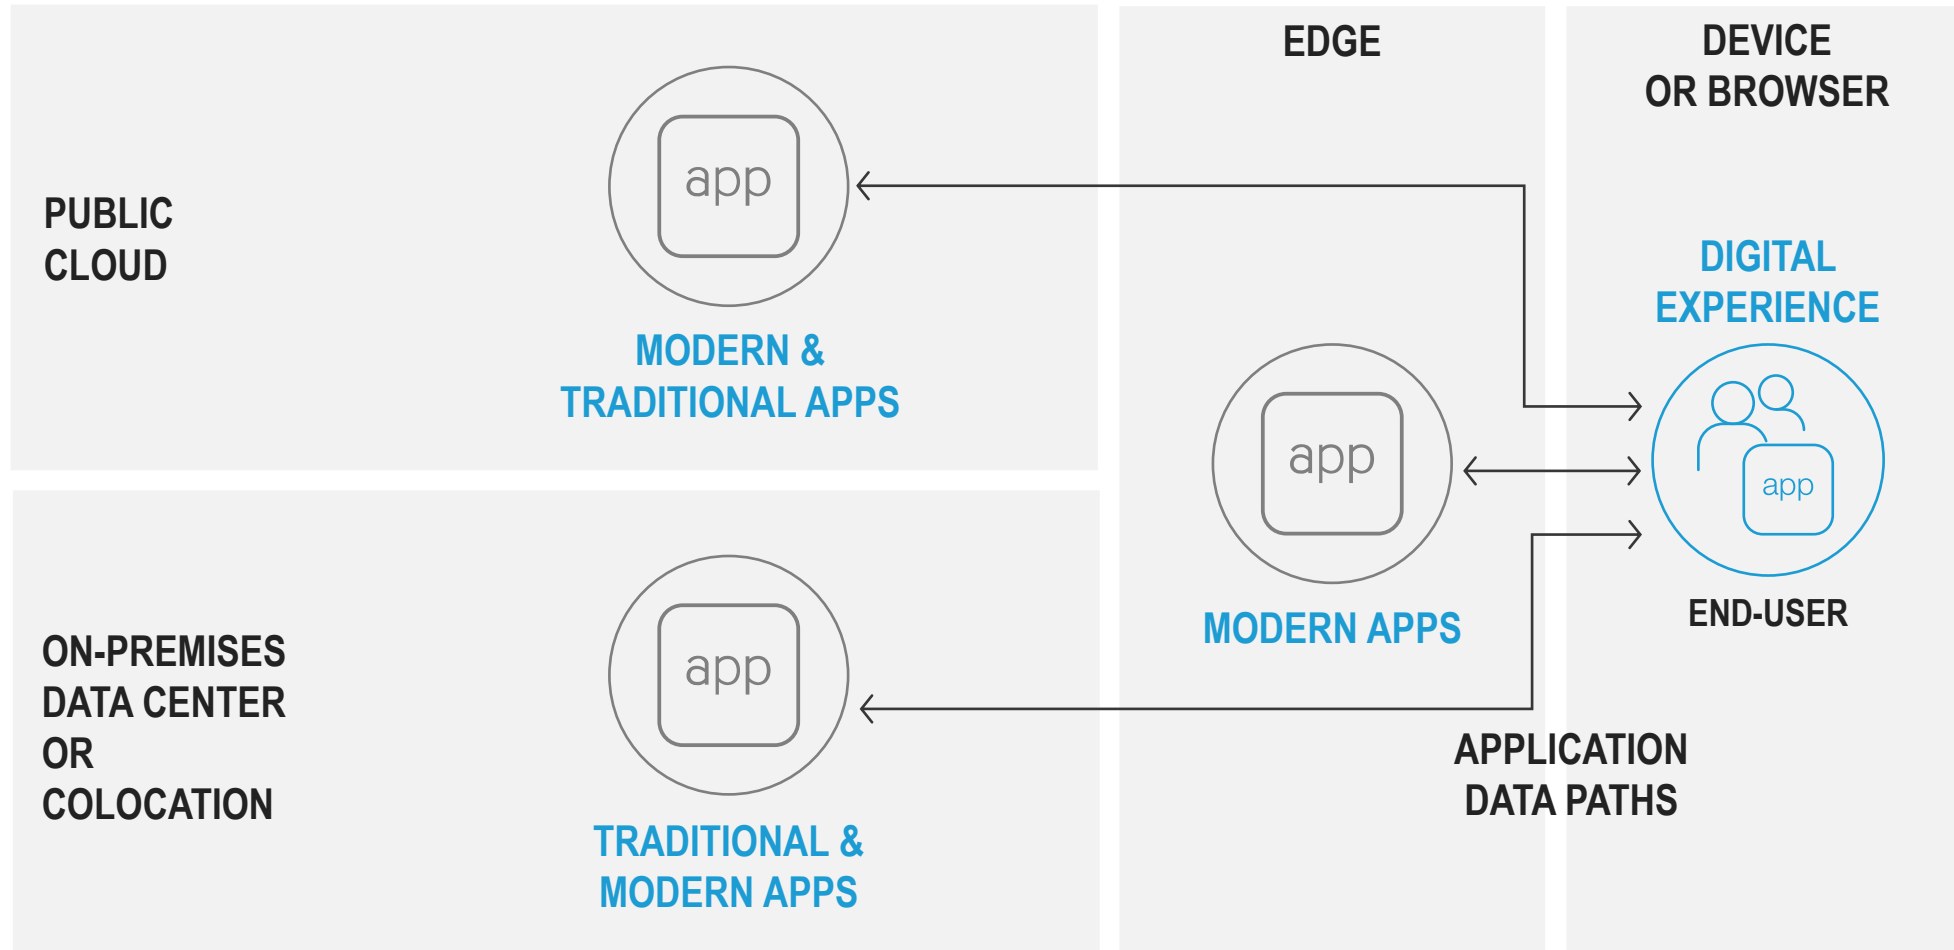 PUBLIC
CLOUD
app
MODERN &
TRADITIONAL APPS
ON-PREMISES
DATA CENTER
OR
COLOCATION
app
TRADITIONAL &
MODERN APPS
EDGE
app
MODERN APPS
DEVICE
OR BROWSER
DIGITAL
EXPERIENCE
app
END-USER
APPLICATION
DATA PATHS